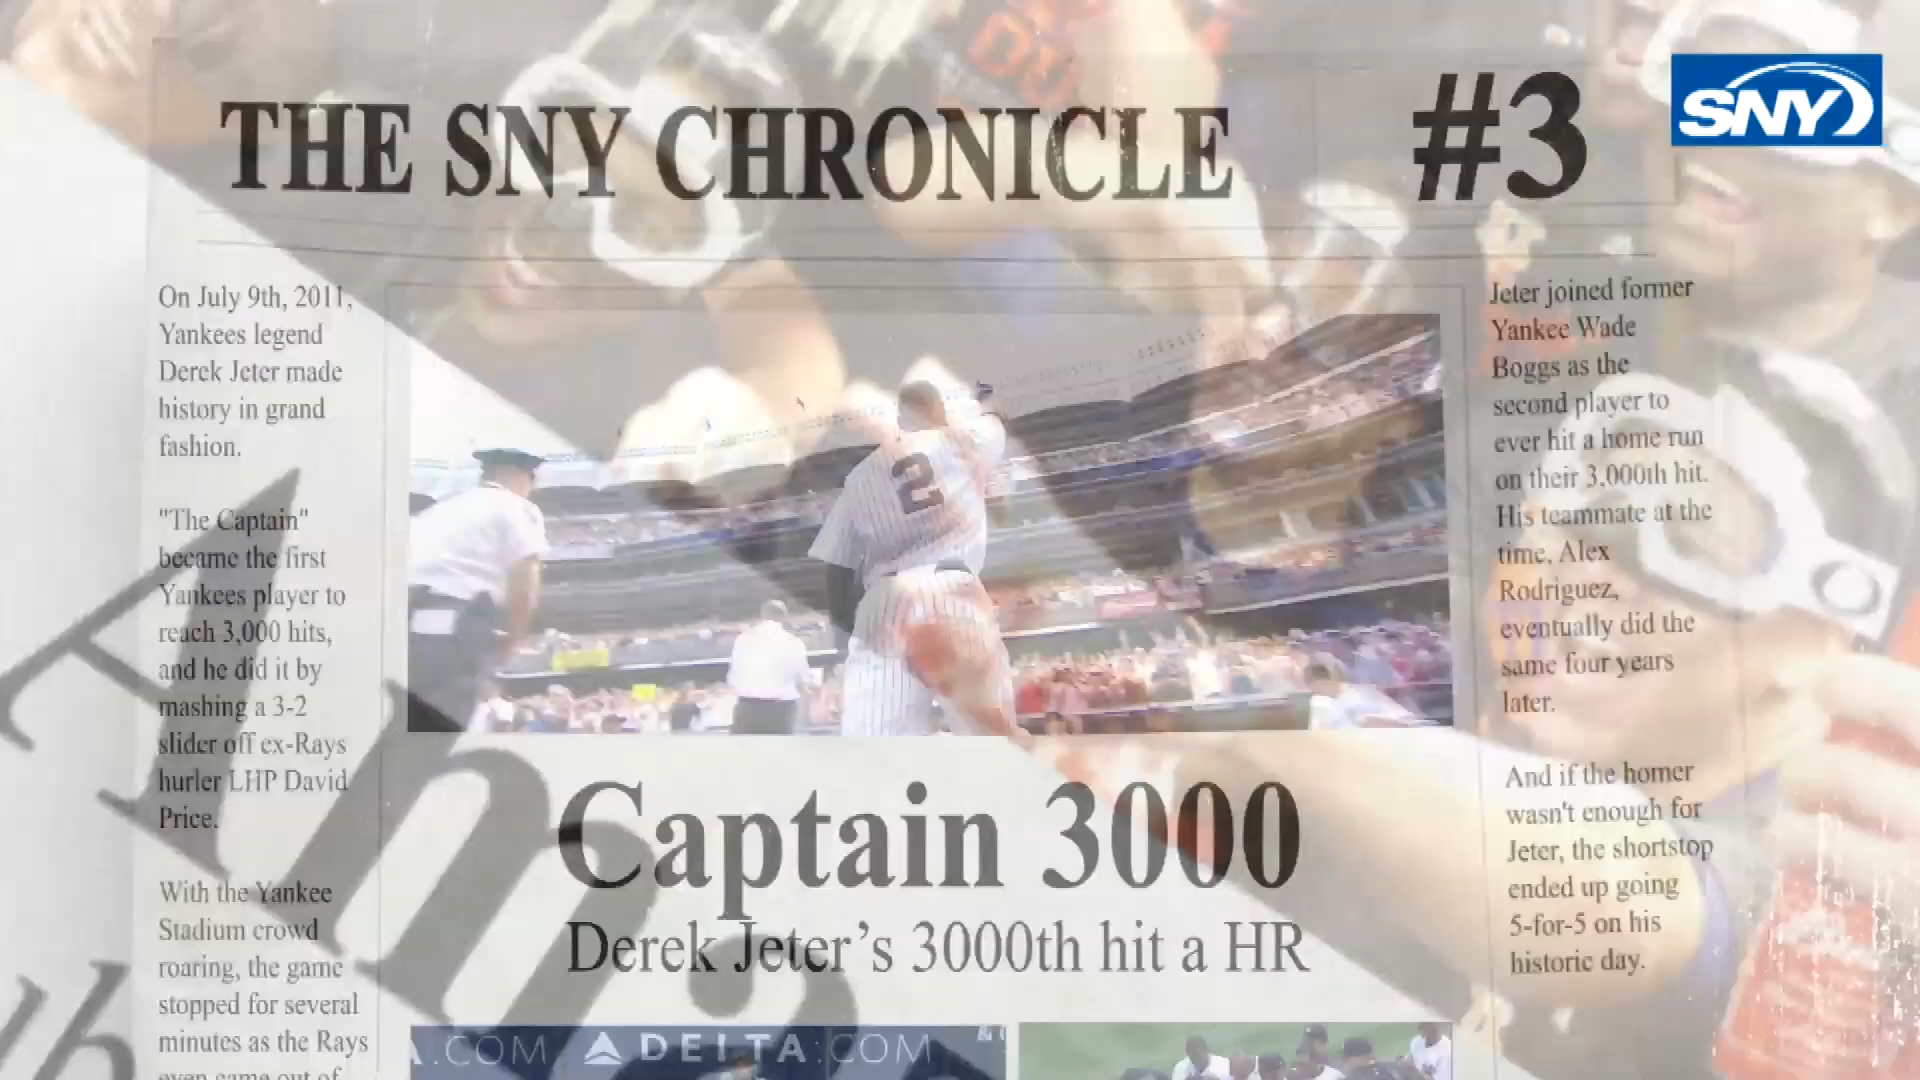 THE SNY CHRONICLE
#3
SNY
On July 9th, 2011,
Yankees legend
Derek Jeter made
history in grand
fashion.
"The Captain"
became the first
Yankees player to
reach 3,000 hits,
and he did it by
mashing a 3-2
slider off ex-Rays
hurler LHP David
Price.
With the Yankee
Stadium crowd
roaring, the game
stopped for several
minutes as the Rays
even came out of
2
Captain 3000
Derek Jeter’s 3000th hit a HR
.COM DELTA.COM
Jeter joined former
Yankee Wade
Boggs as the
second player to
ever hit a home run
on their 3,000th hit.
His teammate at the
time, Alex
Rodriguez,
eventually did the
same four years
later.
And if the homer
wasn't enough for
Jeter, the shortstop
ended up going
5-for-5 on his
historic day.